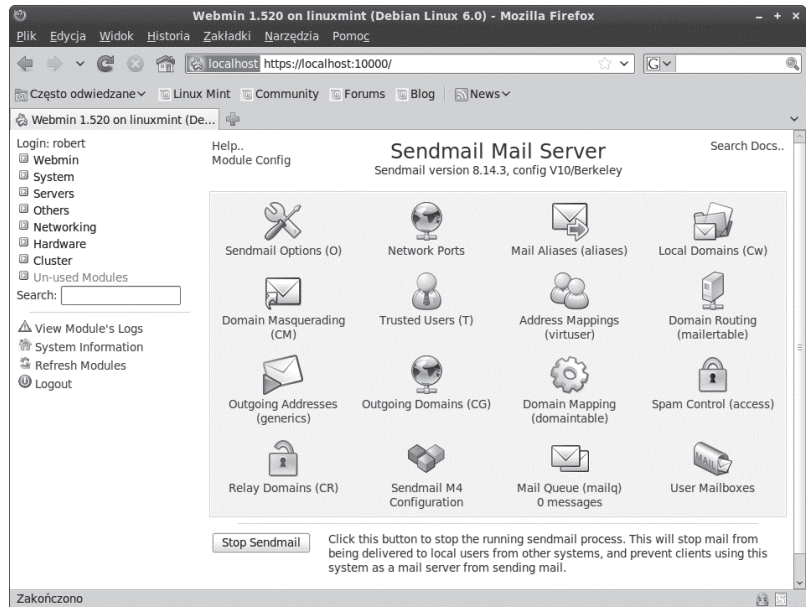 Webmin 1.520 on linuxmint (Debian Linux 6.0) - Mozilla Firefox
Plik Edycja Widok Historia Zakładki Narzędzia Pomoc
localhost https://localhost:10000/
G
Często odwiedzane Linux Mint Community Forums Blog News
Webmin 1.520 on linuxmint (De...
Login: robert
Webmin
System
Servers
Others
Networking
Hardware
Cluster
Un-used Modules
Search:
View Module's Logs
System Information
Refresh Modules
Logout
Help..
Module Config
Sendmail Mail Server
Sendmail version 8.14.3, config V10/Berkeley
Search Docs..
Sendmail Options (O)
Network Ports
Mail Aliases (aliases)
Local Domains (Cw)
Domain Masquerading
(CM)
Trusted Users (T)
Address Mappings
(virtuser)
Domain Routing
(mailertable)
Outgoing Addresses
(generics)
Outgoing Domains (CG)
Domain Mapping
(domaintable)
Spam Control (access)
Relay Domains (CR)
Sendmail M4
Configuration
Mail Queue (mailq)
0 messages
MAIL
User Mailboxes
Stop Sendmail
Click this button to stop the running sendmail process. This will stop mail from
being delivered to local users from other systems, and prevent clients using this
system as a mail server from sending mail.
Zakończono